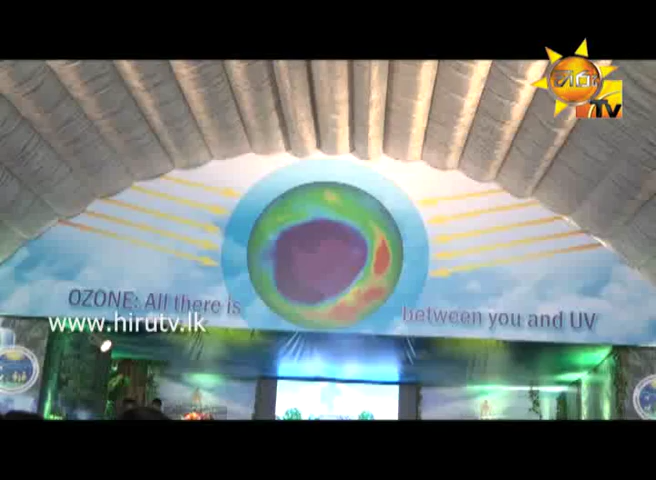 හිරු
TV
OZONE: All there is
between you and UV
www.hirutv.lk